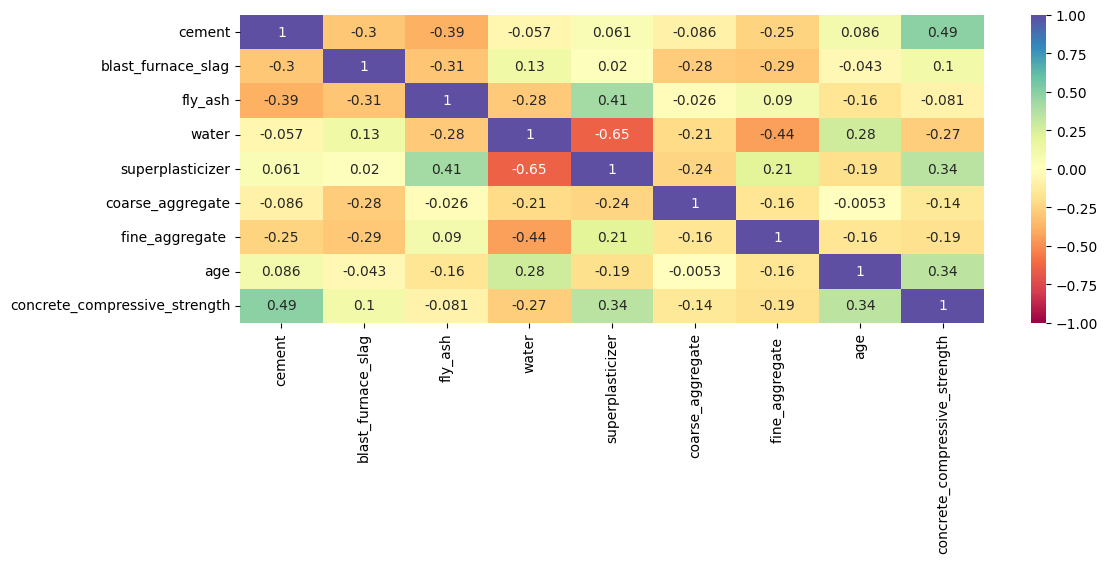 cement 1 -0.3 -0.39 -0.057 0.061 -0.086 -0.25 0.086 0.49
blast_furnace_slag -0.3 1 -0.31 0.13 0.02 -0.28 -0.29 -0.043 0.1
fly_ash -0.39 -0.31 1 -0.28 0.41 -0.026 0.09 -0.16 -0.081
water -0.057 0.13 -0.28 1 -0.65 -0.21 -0.44 0.28 -0.27
superplasticizer 0.061 0.02 0.41 -0.65 1 -0.24 0.21 -0.19 0.34
coarse_aggregate -0.086 -0.28 -0.026 -0.21 -0.24 1 -0.16 -0.0053 -0.14
fine_aggregate -0.25 -0.29 0.09 -0.44 0.21 -0.16 1 -0.16 -0.19
age 0.086 -0.043 -0.16 0.28 -0.19 -0.0053 -0.16 1 0.34
concrete_compressive_strength 0.49 0.1 -0.081 -0.27 0.34 -0.14 -0.19 0.34 1
cement
blast_furnace_slag
fly_ash
water
superplasticizer
coarse_aggregate
fine_aggregate
age
concrete_compressive_strength
1.00
0.75
0.50
0.25
0.00
-0.25
-0.50
-0.75
-1.00